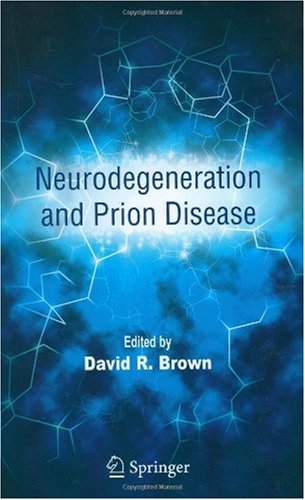 Neurodegeneration
and Prion Disease
Edited by
David R. Brown
Springer